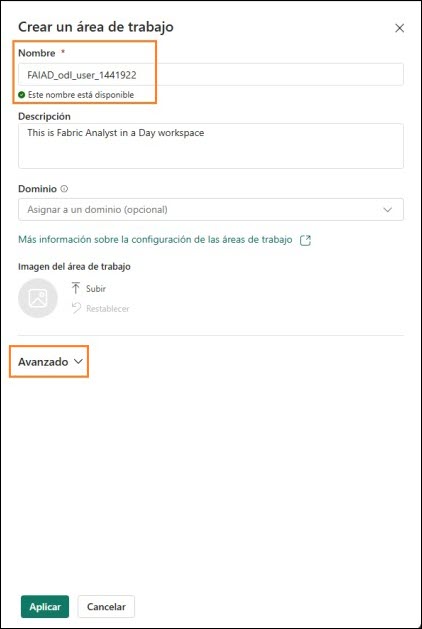 Crear un área de trabajo
Nombre *
FAIAD_odl_user_1441922
Este nombre está disponible
Descripción
This is Fabric Analyst in a Day workspace
Dominio
Asignar a un dominio (opcional)
Más información sobre la configuración de las áreas de trabajo
Imagen del área de trabajo
Subir
Restablecer
Avanzado
Aplicar Cancelar